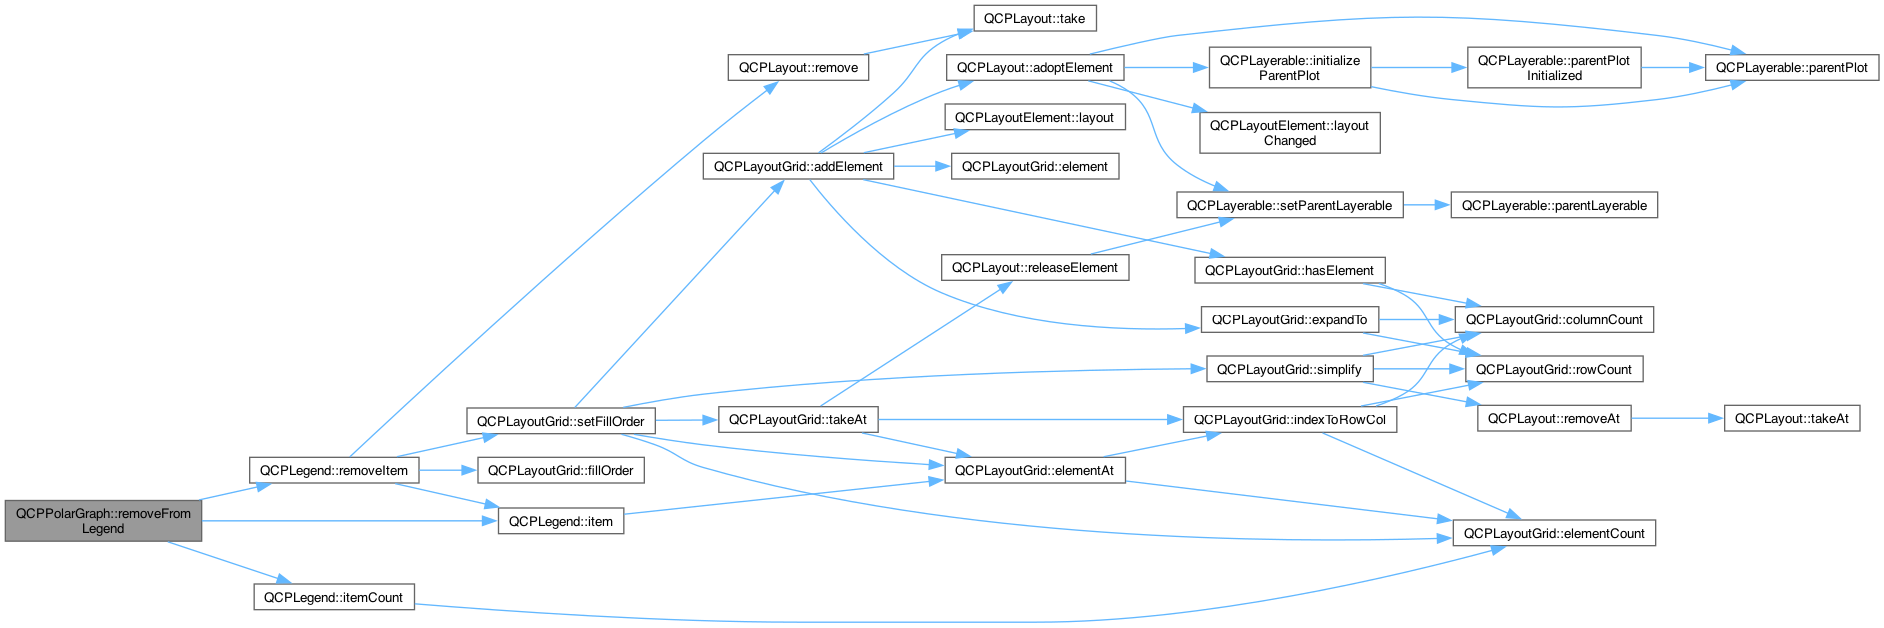 QCPLayout::take
QCPLayout::remove
QCPLayout::adoptElement
QCPLayerable::initialize
ParentPlot
QCPLayerable::parentPlot
Initialized
QCPLayerable::parentPlot
QCPLayoutElement::layout
QCPLayoutElement::layout
Changed
QCPLayoutGrid::addElement
QCPLayoutGrid::element
QCPLayerable::setParentLayerable
QCPLayerable::parentLayerable
QCPLayout::releaseElement
QCPLayoutGrid::hasElement
QCPLayoutGrid::expandTo
QCPLayoutGrid::columnCount
QCPLayoutGrid::simplify
QCPLayoutGrid::rowCount
QCPLayoutGrid::setFillOrder
QCPLayoutGrid::takeAt
QCPLayoutGrid::indexToRowCol
QCPLayout::removeAt
QCPLayout::takeAt
QCPLegend::removeItem
QCPLayoutGrid::fillOrder
QCPLayoutGrid::elementAt
QCPPolarGraph::removeFrom
Legend
QCPLegend::item
QCPLayoutGrid::elementCount
QCPLegend::itemCount